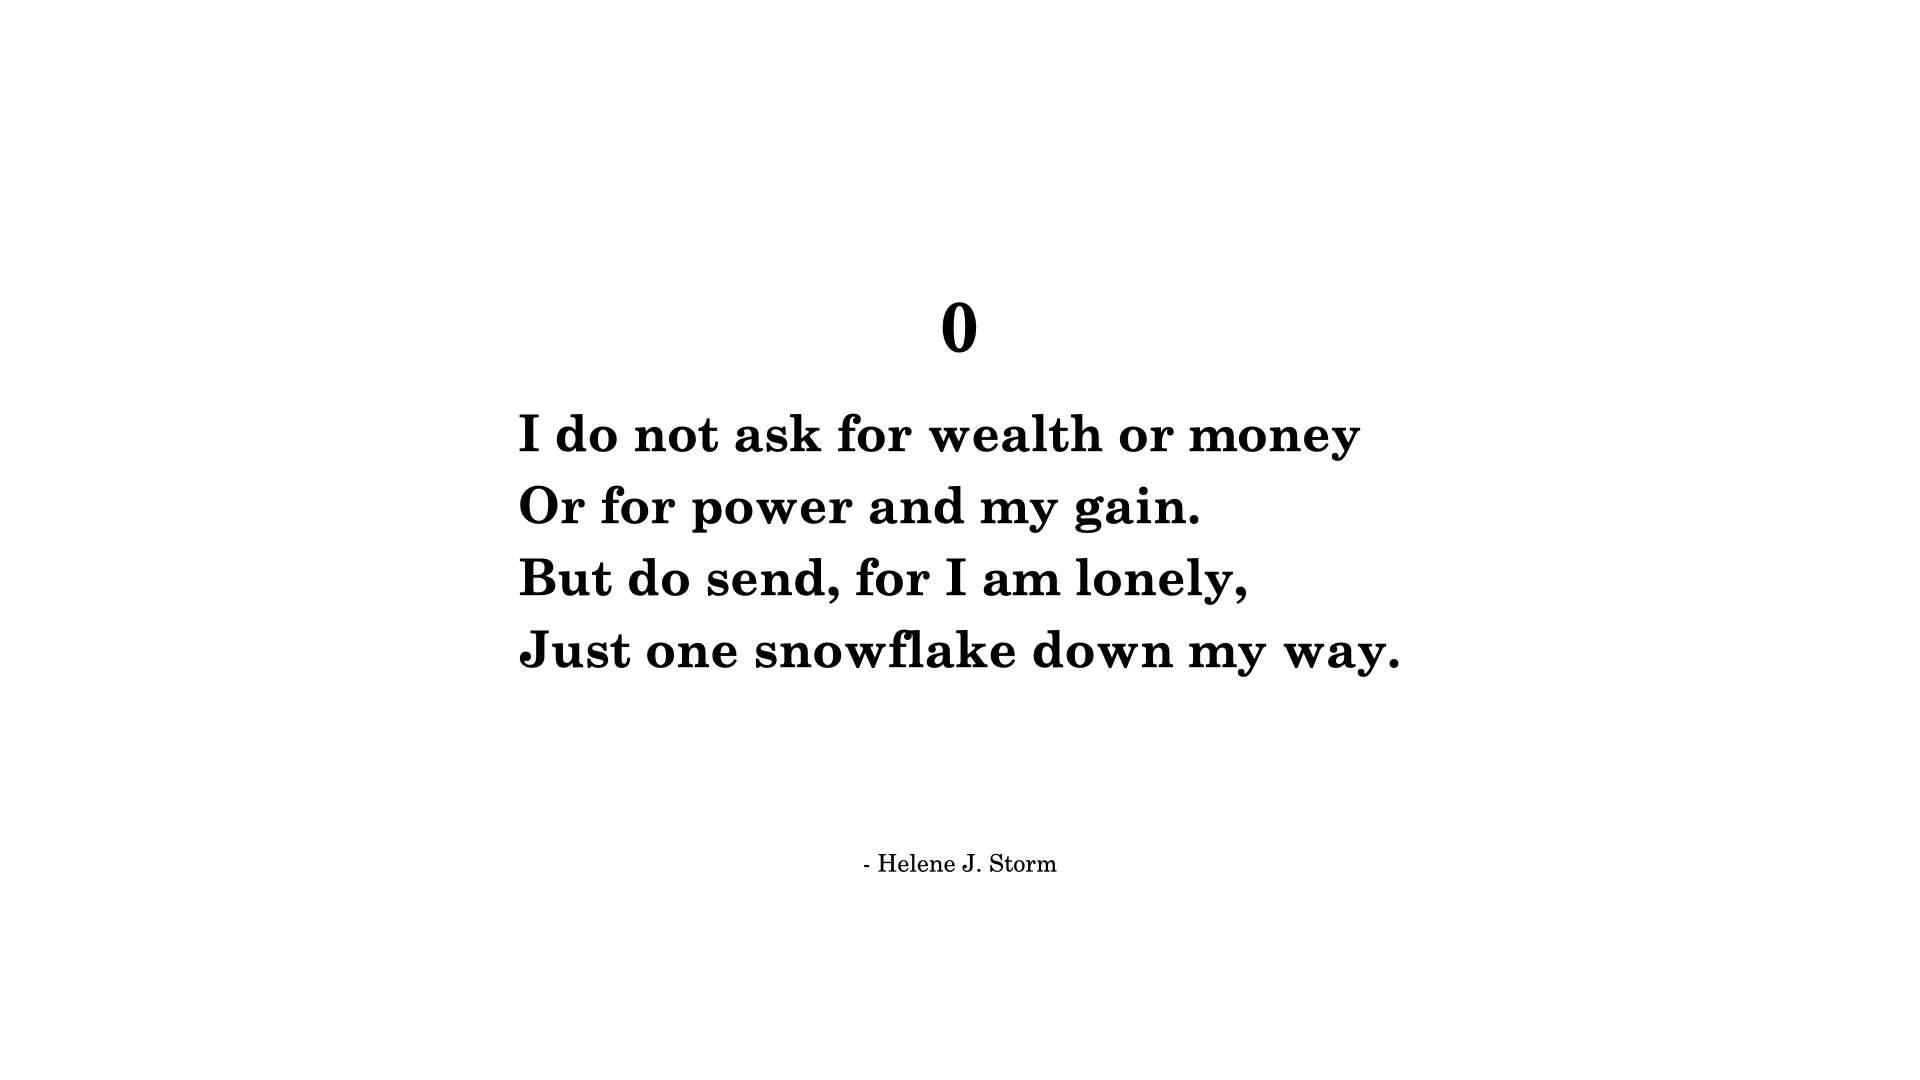 0
I do not ask for wealth or money
Or for power and my gain.
But do send, for I am lonely,
Just one snowflake down my way.
- Helene J. Storm